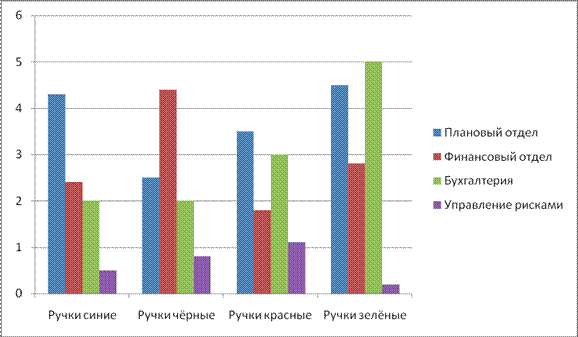 6
5
4
3
2
1
0
Ручки синие
Ручки чёрные
Ручки красные
Ручки зелёные
Плановый отдел
Финансовый отдел
Бухгалтерия
Управление рисками